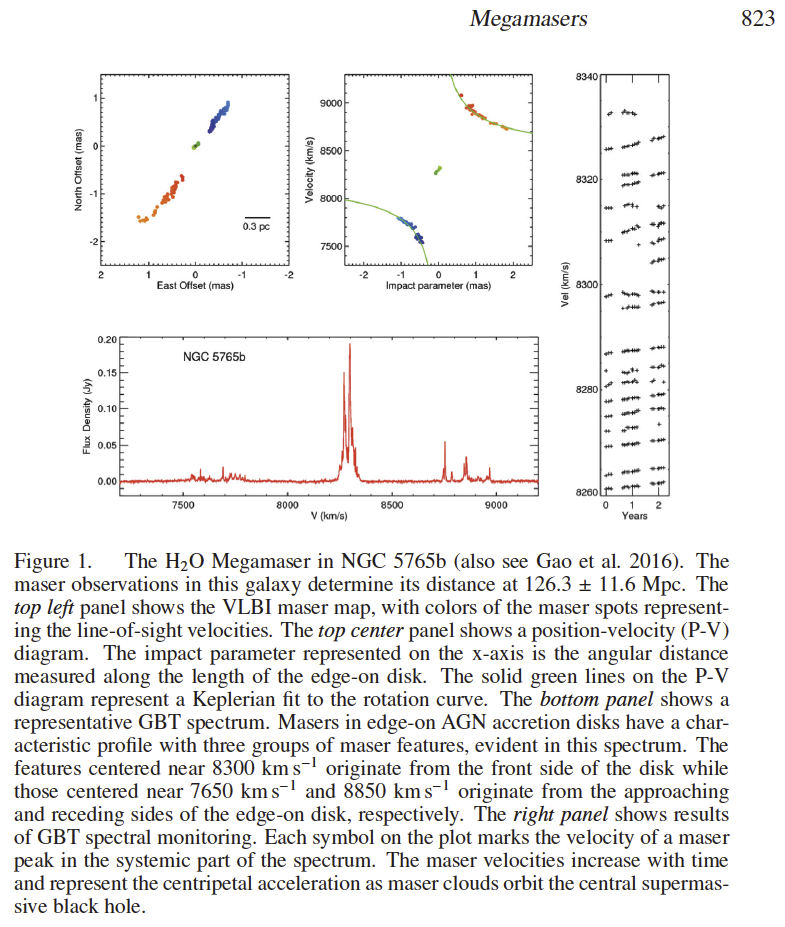 Megamasers 823
1
0
-1
-2
North Offset (mas)
2 1 0 -1 -2
East Offset (mas)
0.3 pc
9000
8500
8000
7500
Velocity (km/s)
-2 -1 0 1 2
Impact parameter (mas)
8340
8320
8300
8280
8260
Vel (km/s)
0 1 2
Years
0.20
0.15
0.10
0.05
0.00
Flux Density (Jy)
NGC 5765b
7500 8000 8500 9000
V (km/s)
Figure 1. The H₂O Megamaser in NGC 5765b (also see Gao et al. 2016). The
maser observations in this galaxy determine its distance at 126.3 ± 11.6 Mpc. The
top left panel shows the VLBI maser map, with colors of the maser spots represent-
ing the line-of-sight velocities. The top center panel shows a position-velocity (P-V)
diagram. The impact parameter represented on the x-axis is the angular distance
measured along the length of the edge-on disk. The solid green lines on the P-V
diagram represent a Keplerian fit to the rotation curve. The bottom panel shows a
representative GBT spectrum. Masers in edge-on AGN accretion disks have a char-
acteristic profile with three groups of maser features, evident in this spectrum. The
features centered near 8300 km s⁻¹ originate from the front side of the disk while
those centered near 7650 km s⁻¹ and 8850 km s⁻¹ originate from the approaching
and receding sides of the edge-on disk, respectively. The right panel shows results
of GBT spectral monitoring. Each symbol on the plot marks the velocity of a maser
peak in the systemic part of the spectrum. The maser velocities increase with time
and represent the centripetal acceleration as maser clouds orbit the central supermas-
sive black hole.